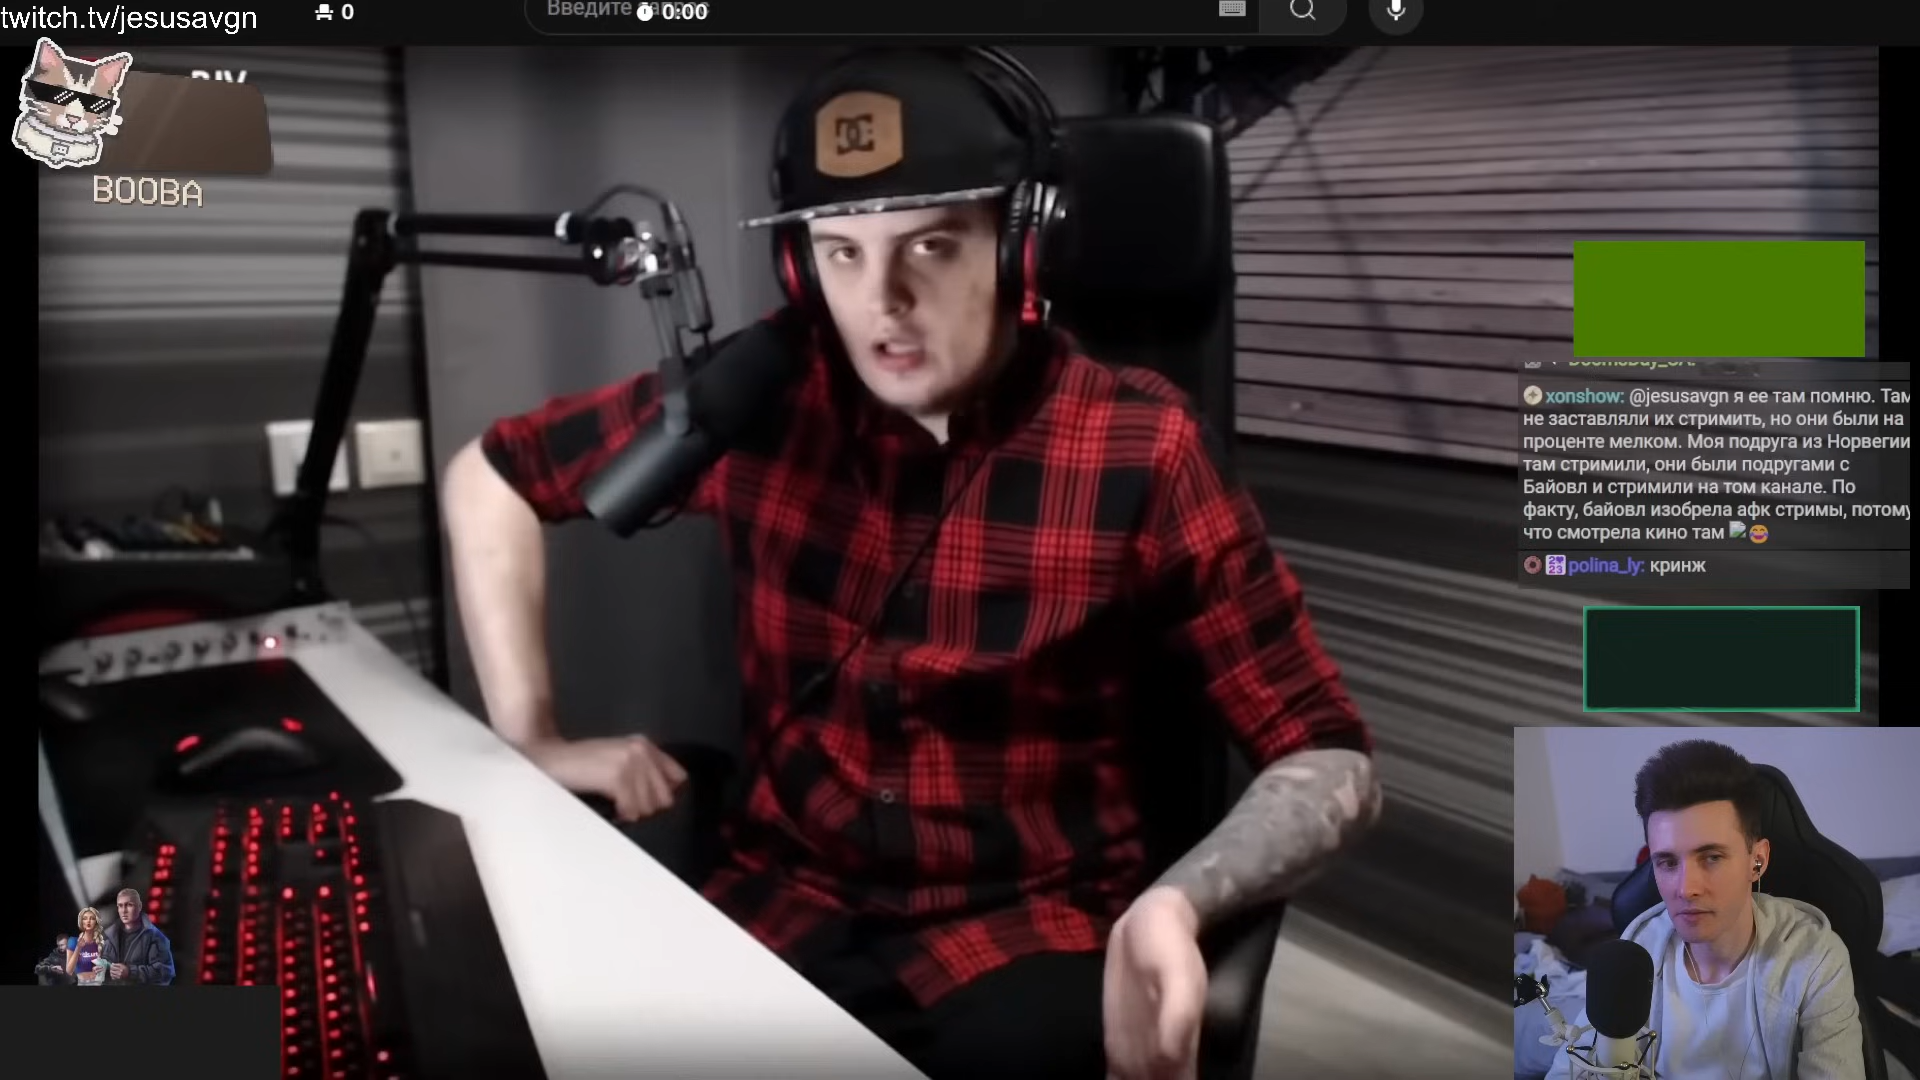 twitch.tv/jesusavgn
0
Введите запрос
0:00
BOOBA
xonshow: @jesusavgn я ее там помню. Там
не заставляли их стримить, но они были на
проценте мелком. Моя подруга из Норвегии
там стримили, они были подругами с
Байовл и стримили на том канале. По
факту, байовл изобрела афк стримы, потому
что смотрела кино там
polina_ly: кринж